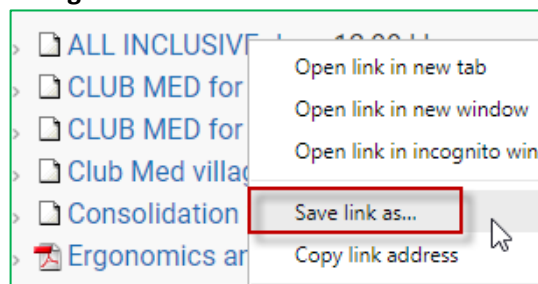 ALL INCLUSIVE
CLUB MED for
CLUB MED for
Club Med villag
Consolidation
Ergonomics an
Open link in new tab
Open link in new window
Open link in incognito win
Save link as...
Copy link address